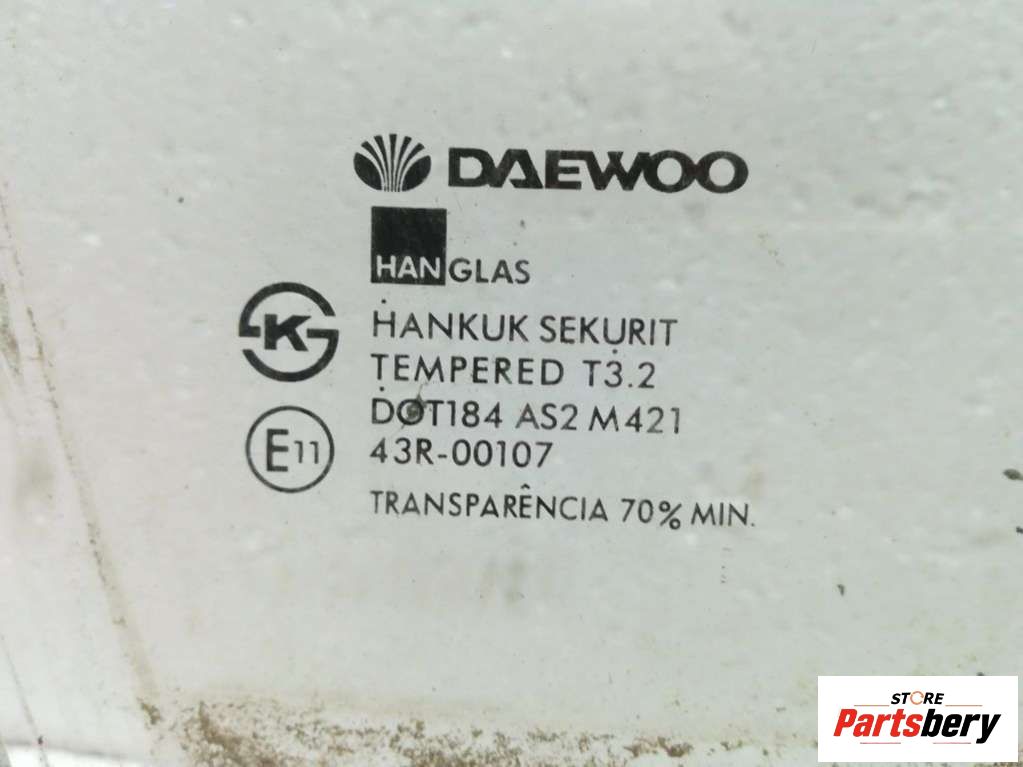 DAEWOO
HANGLAS
HANKUK SEKURIT
TEMPERED T3.2
DOT184 AS2 M421
43R-00107
TRANSPARÊNCIA 70% MIN.
K
E11
STORE
Partsbery